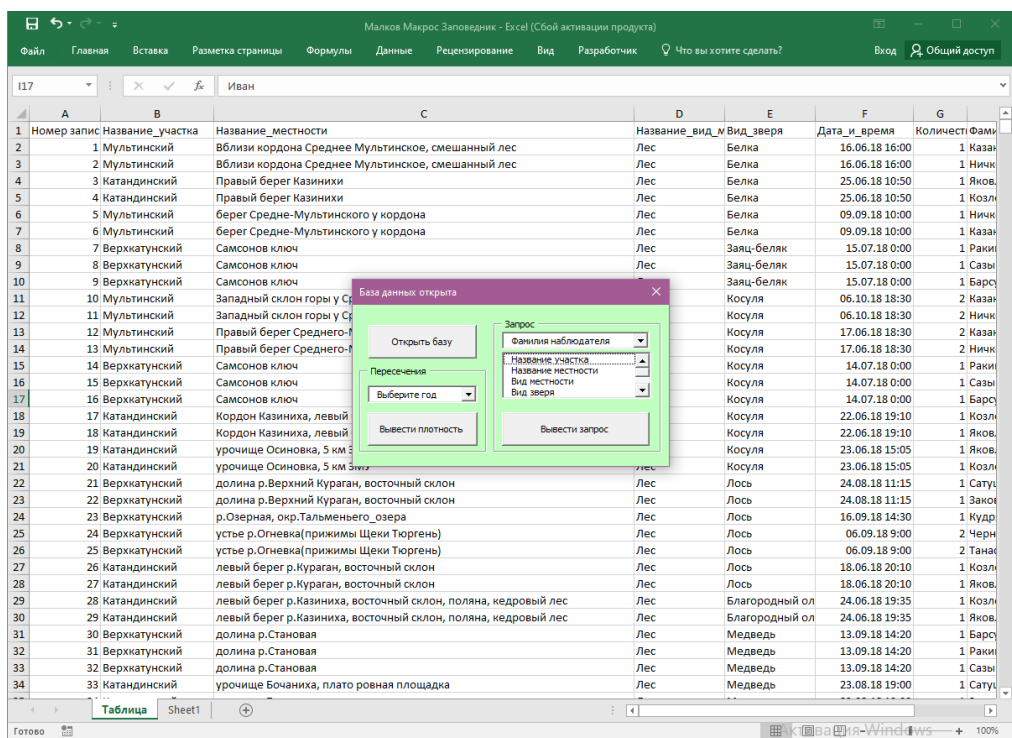 Малков Макрос Заповедник - Excel (Сбой активации продукта)
Файл Главная Вставка Разметка страницы Формулы Данные Рецензирование Вид Разработчик Что вы хотите сделать? Вход Общий доступ
I17 fx Иван
A B C D E F G
1 Номер запис Название_участка Название_местности Название_вид_м Вид_зверя Дата_и_время Количест Фами
2 1 Мультинский Вблизи кордона Среднее Мультинское, смешанный лес Лес Белка 16.06.18 16:00 1 Казан
3 2 Мультинский Вблизи кордона Среднее Мультинское, смешанный лес Лес Белка 16.06.18 16:00 1 Ничк
4 3 Катандинский Правый берег Казинихи Лес Белка 25.06.18 10:50 1 Яков
5 4 Катандинский Правый берег Казинихи Лес Белка 25.06.18 10:50 1 Козл
6 5 Мультинский берег Средне-Мультинского у кордона Лес Белка 09.09.18 10:00 1 Ничк
7 6 Мультинский берег Средне-Мультинского у кордона Лес Белка 09.09.18 10:00 1 Казан
8 7 Верхкатунский Самсонов ключ Лес Заяц-беляк 15.07.18 0:00 1 Раки
9 8 Верхкатунский Самсонов ключ Лес Заяц-беляк 15.07.18 0:00 1 Сазы
10 9 Верхкатунский Самсонов ключ Заяц-беляк 15.07.18 0:00 1 Барсу
11 10 Мультинский Западный склон горы у Ср Косуля 06.10.18 18:30 2 Казан
12 11 Мультинский Западный склон горы у Ср Косуля 06.10.18 18:30 2 Ничк
13 12 Мультинский Правый берег Среднего-М Косуля 17.06.18 18:30 2 Казан
14 13 Мультинский Правый берег Среднего-М Косуля 17.06.18 18:30 2 Ничк
15 14 Верхкатунский Самсонов ключ Косуля 14.07.18 0:00 1 Раки
16 15 Верхкатунский Самсонов ключ Косуля 14.07.18 0:00 1 Сазы
17 16 Верхкатунский Самсонов ключ Косуля 14.07.18 0:00 1 Барсу
18 17 Катандинский Кордон Казиниха, левый Косуля 22.06.18 19:10 1 Козл
19 18 Катандинский Кордон Казиниха, левый Косуля 22.06.18 19:10 1 Яков
20 19 Катандинский урочище Осиновка, 5 км ЗМУ Косуля 23.06.18 15:05 1 Яков
21 20 Катандинский урочище Осиновка, 5 км ЗМУ Лес Косуля 23.06.18 15:05 1 Козл
22 21 Верхкатунский долина р.Верхний Кураган, восточный склон Лес Лось 24.08.18 11:15 1 Сату
23 22 Верхкатунский долина р.Верхний Кураган, восточный склон Лес Лось 24.08.18 11:15 1 Зако
24 23 Верхкатунский р.Озерная, окр.Тальменьего_озера Лес Лось 16.09.18 14:30 1 Кудр
25 24 Верхкатунский устье р.Огневка(прижимы Щеки Тюргень) Лес Лось 06.09.18 9:00 2 Черн
26 25 Верхкатунский устье р.Огневка(прижимы Щеки Тюргень) Лес Лось 06.09.18 9:00 2 Тана
27 26 Катандинский левый берег р.Кураган, восточный склон Лес Лось 18.06.18 20:10 1 Козл
28 27 Катандинский левый берег р.Кураган, восточный склон Лес Лось 18.06.18 20:10 1 Яков
29 28 Катандинский левый берег р.Казиниха, восточный склон, поляна, кедровый лес Лес Благородный ол 24.06.18 19:35 1 Козл
30 29 Катандинский левый берег р.Казиниха, восточный склон, поляна, кедровый лес Лес Благородный ол 24.06.18 19:35 1 Яков
31 30 Верхкатунский долина р.Становая Лес Медведь 13.09.18 14:20 1 Барсу
32 31 Верхкатунский долина р.Становая Лес Медведь 13.09.18 14:20 1 Раки
33 32 Верхкатунский долина р.Становая Лес Медведь 13.09.18 14:20 1 Сазы
34 33 Катандинский урочище Бочаниха, плато ровная площадка Лес Медведь 23.08.18 19:00 1 Сату
База данных открыта
Открыть базу
Пересечения
Выберите год
Вывести плотность
Запрос
Фамилия наблюдателя
Название участка
Название местности
Вид местности
Вид зверя
Вывести запрос
Таблица Sheet1
Готово Активация Windows 100%